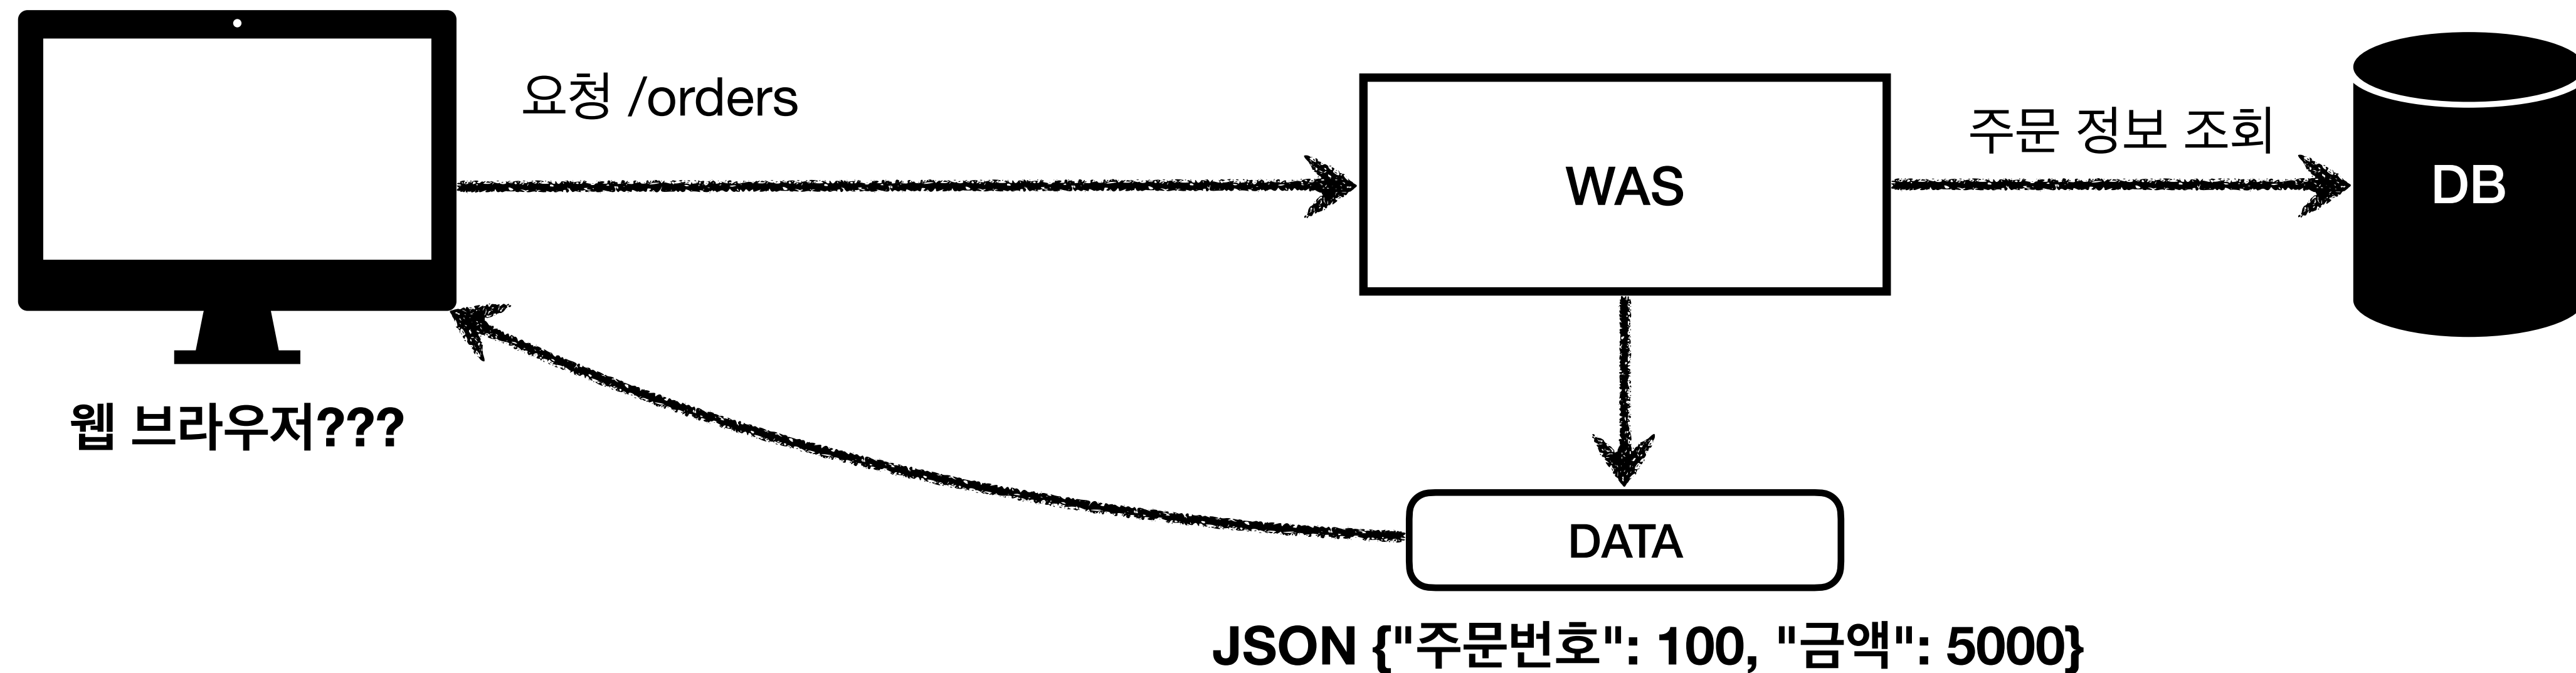 요청 /orders
주문 정보 조회
WAS
DB
웹 브라우저???
DATA
JSON {"주문번호": 100, "금액": 5000}